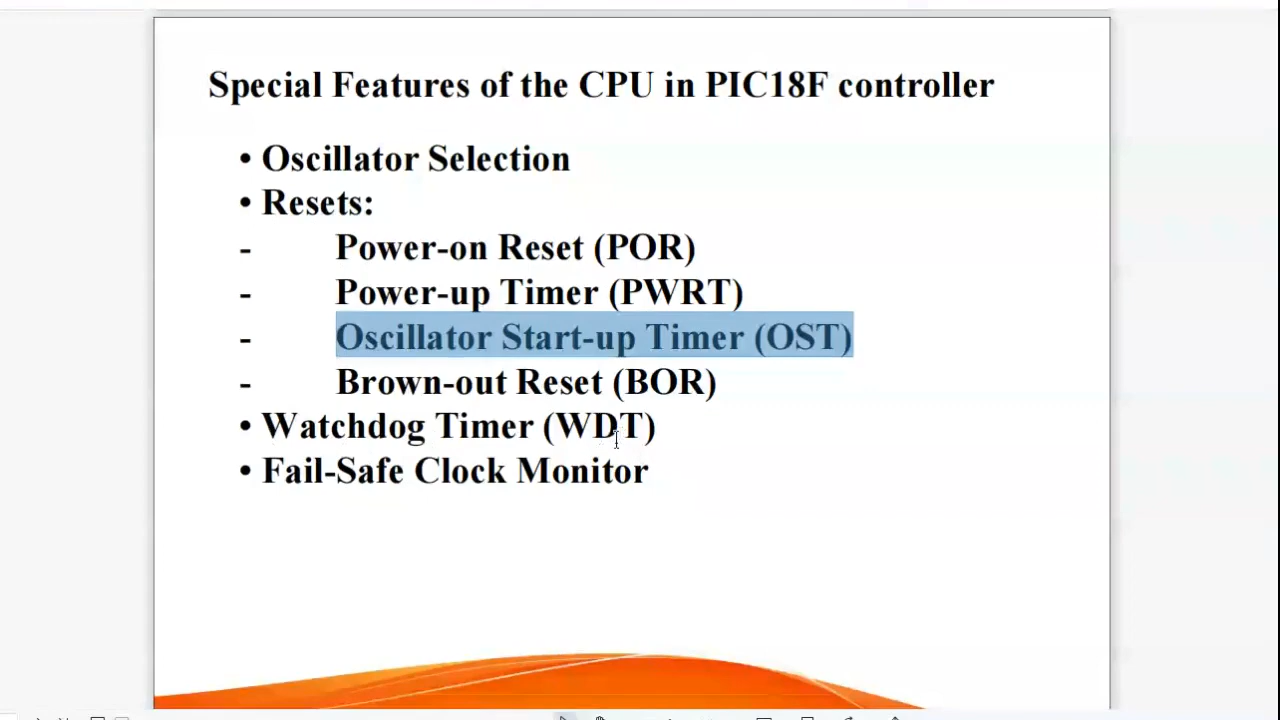 Special Features of the CPU in PIC18F controller
• Oscillator Selection
• Resets:
- Power-on Reset (POR)
- Power-up Timer (PWRT)
- Oscillator Start-up Timer (OST)
- Brown-out Reset (BOR)
• Watchdog Timer (WDT)
• Fail-Safe Clock Monitor